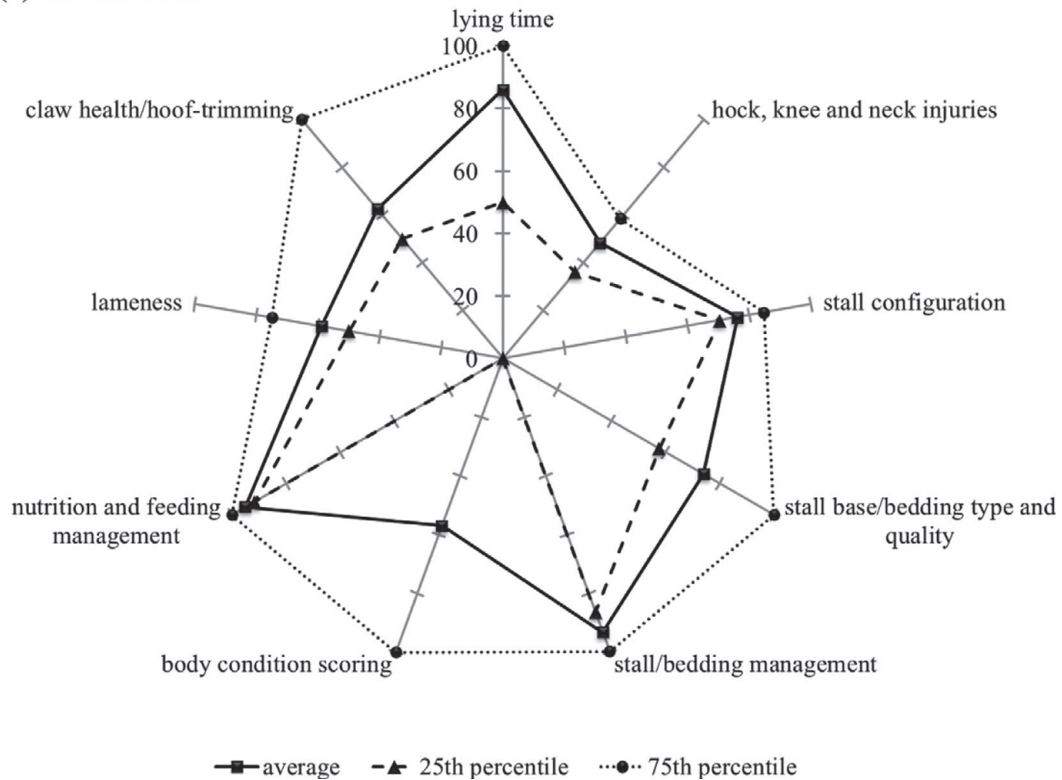 lying time
100
80
60
40
20
0
hock, knee and neck injuries
stall configuration
stall base/bedding type and
quality
stall/bedding management
body condition scoring
nutrition and feeding
management
lameness
claw health/hoof-trimming
average
25th percentile
75th percentile